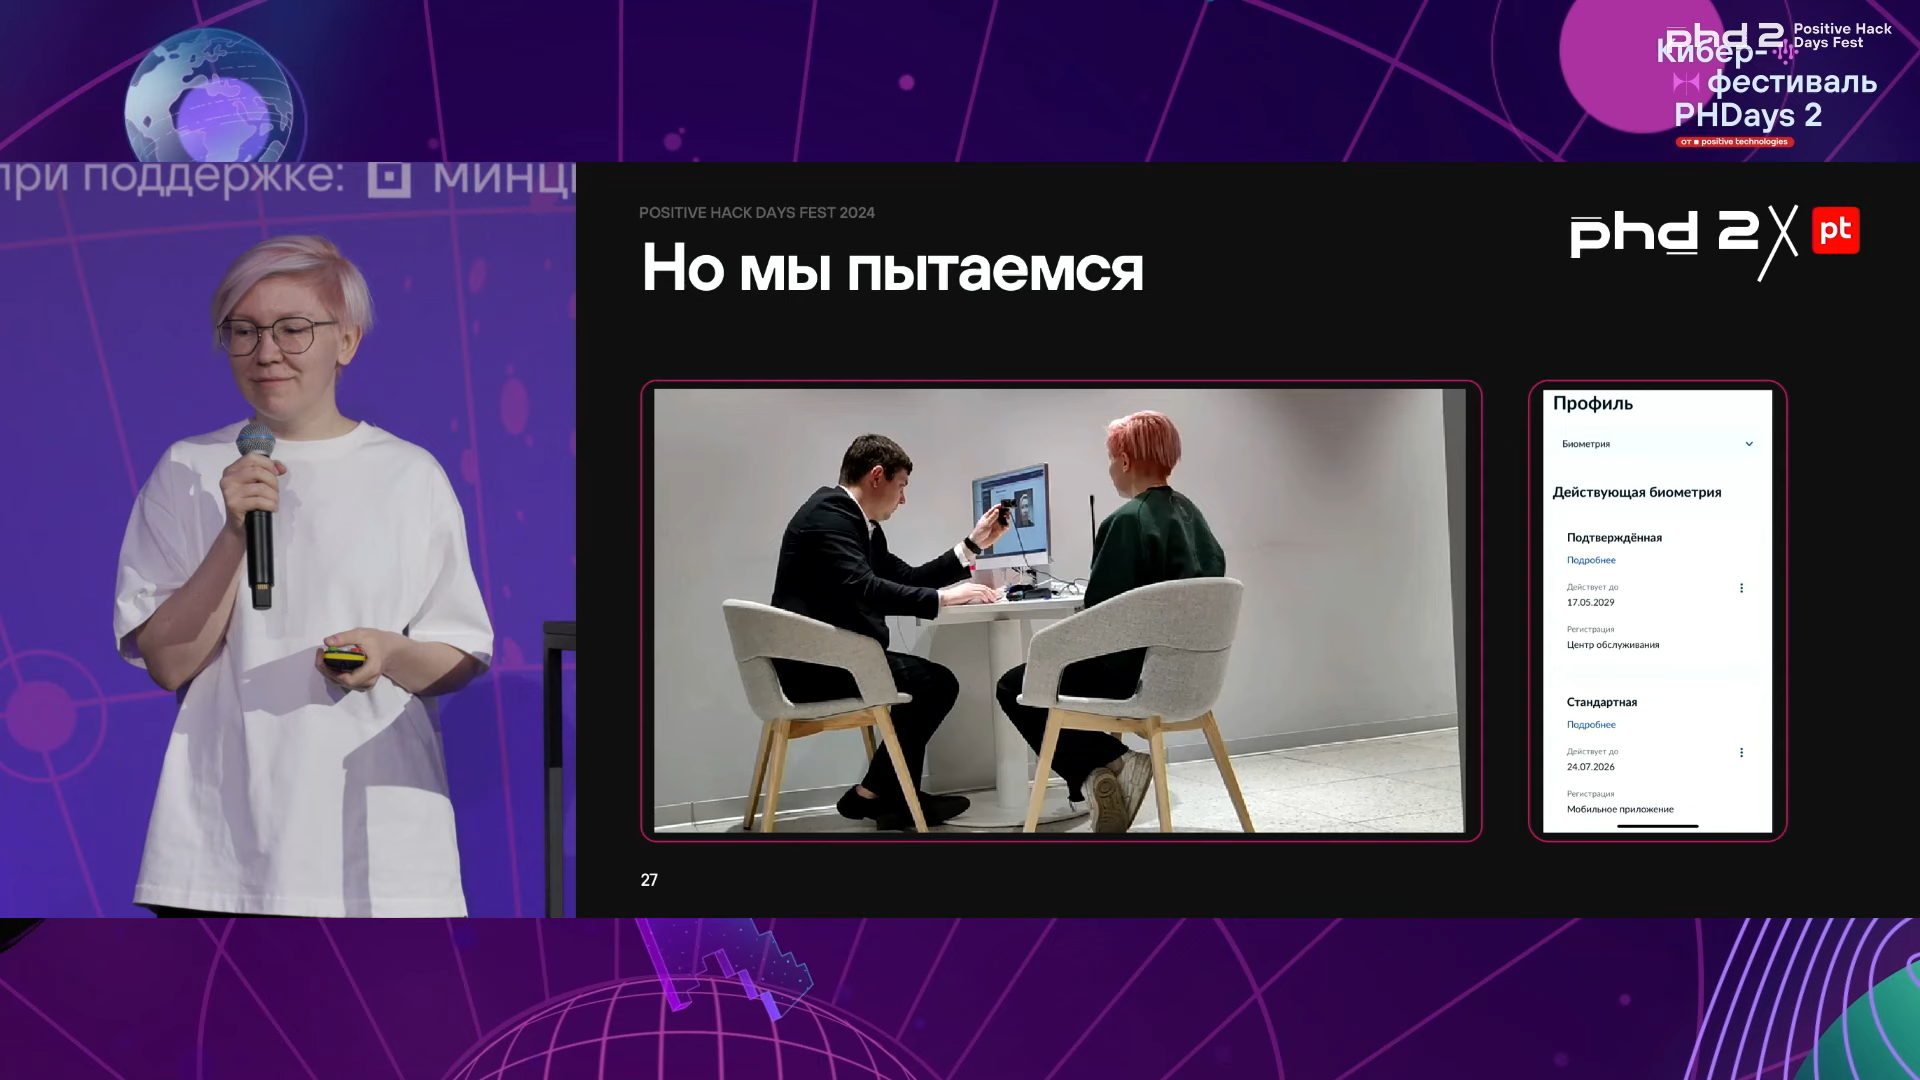 phd 2 Positive Hack
Days Fest
Кибер-
фестиваль
PHDays 2
от positive technologies
при поддержке:
POSITIVE HACK DAYS FEST 2024
Но мы пытаемся
phd 2 pt
Профиль
Биометрия
Действующая биометрия
Подтверждённая
Подробнее
Действует до
17.05.2029
Регистрация
Центр обслуживания
Стандартная
Подробнее
Действует до
24.07.2026
Регистрация
Мобильное приложение
27